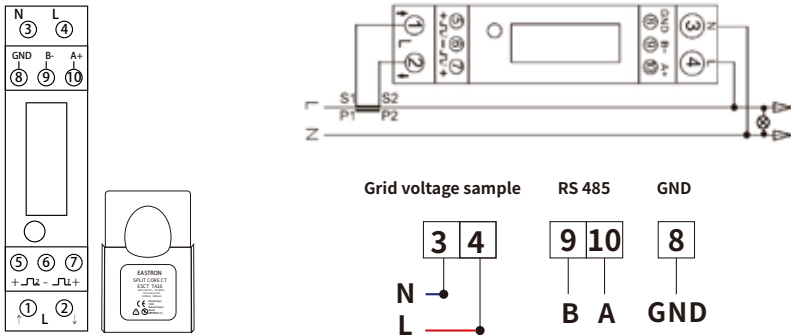 N L
③ ④
GND B- A+
⑧ ⑨ ⑩
⑤ ⑥ ⑦
+ 2 - 1 +
① ②
↑ L ↓
EASTRON
SPLIT CORE CT
ESCT TA16
① L ②
⑤ - ⑥ + ⑦
GND B- A+
⑧ ⑨ ⑩
③ N
④ L
L S1 S2
P1 P2
N
Grid voltage sample RS 485 GND
3 4 9 10 8
N
L
B A GND